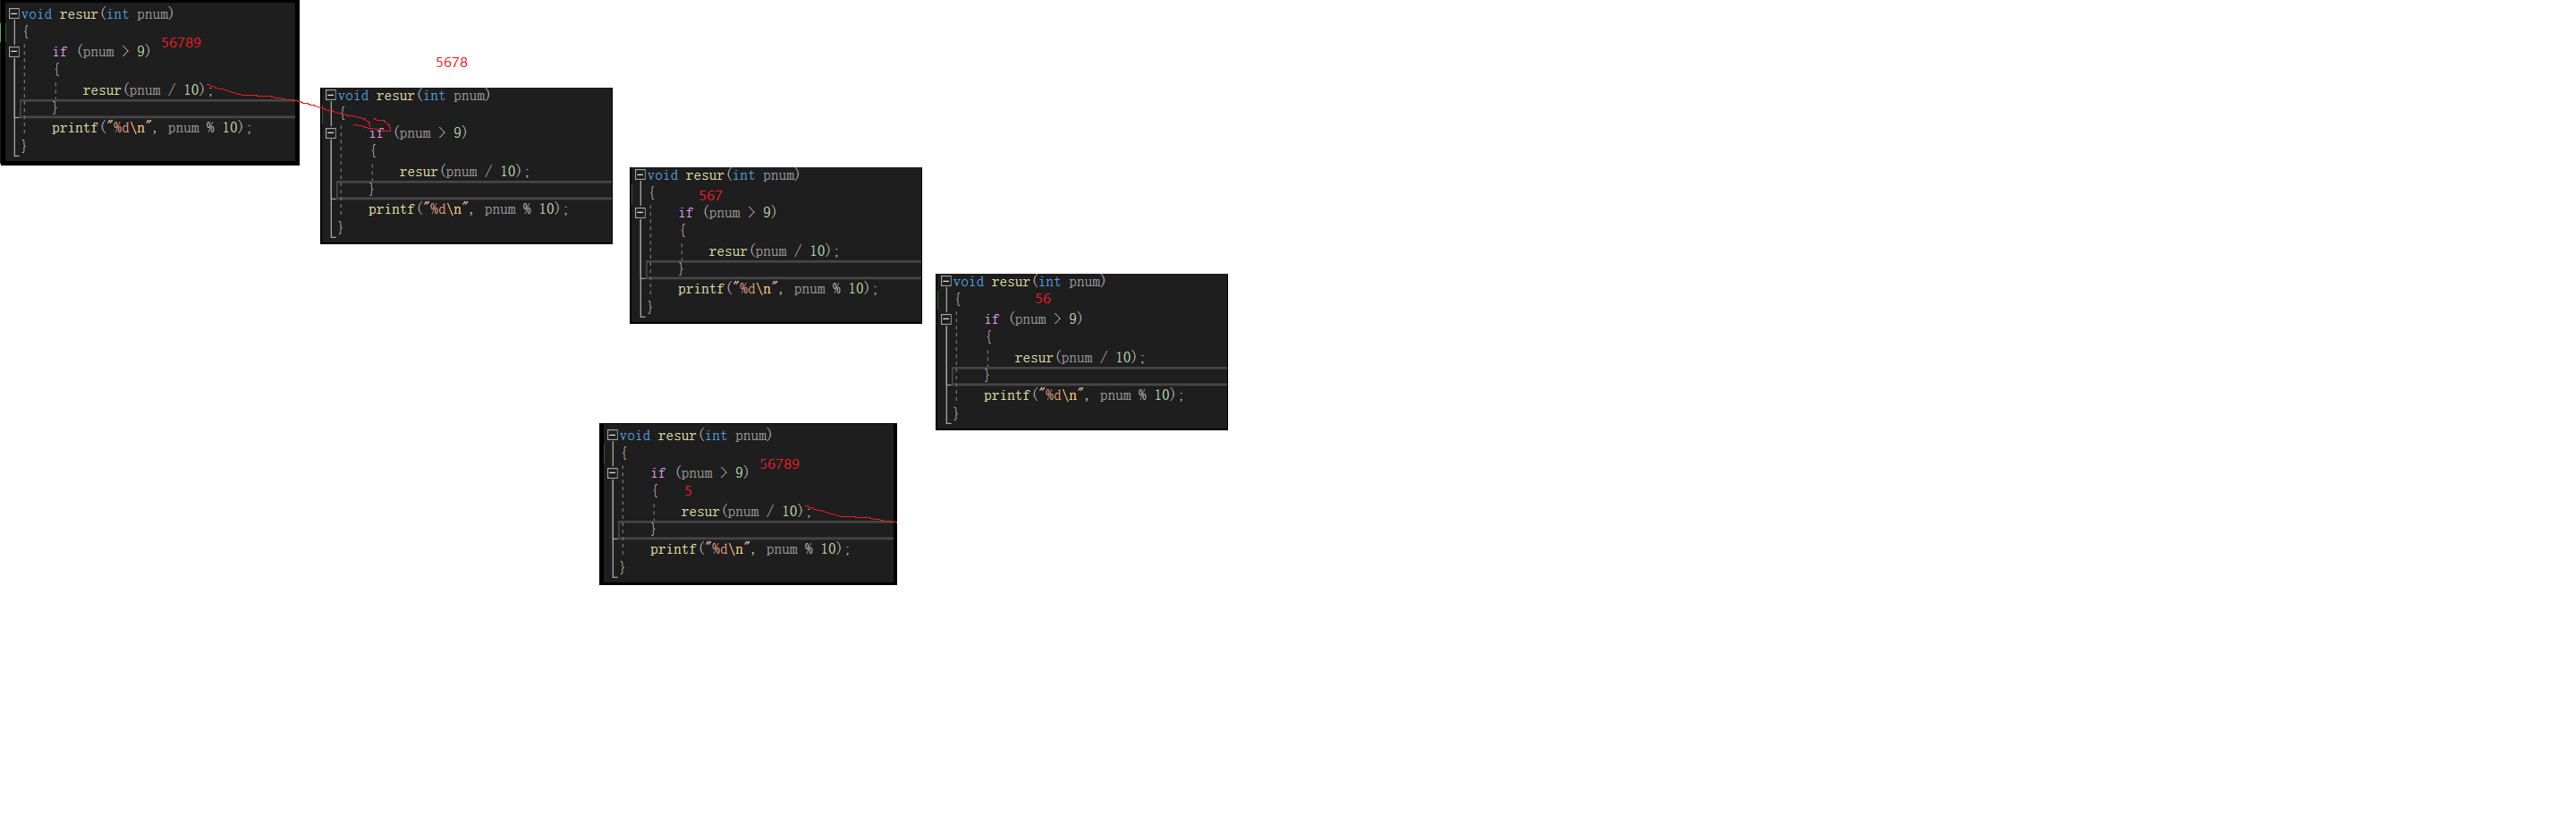 void resur(int pnum)
{
if (pnum > 9) 56789
{
resur(pnum / 10);
}
printf("%d\n", pnum % 10);
}
5678
void resur(int pnum)
{
if (pnum > 9)
{
resur(pnum / 10);
}
printf("%d\n", pnum % 10);
}
void resur(int pnum)
{ 567
if (pnum > 9)
{
resur(pnum / 10);
}
printf("%d\n", pnum % 10);
}
void resur(int pnum)
{ 56
if (pnum > 9)
{
resur(pnum / 10);
}
printf("%d\n", pnum % 10);
}
void resur(int pnum)
{
if (pnum > 9) 56789
{ 5
resur(pnum / 10);
}
printf("%d\n", pnum % 10);
}